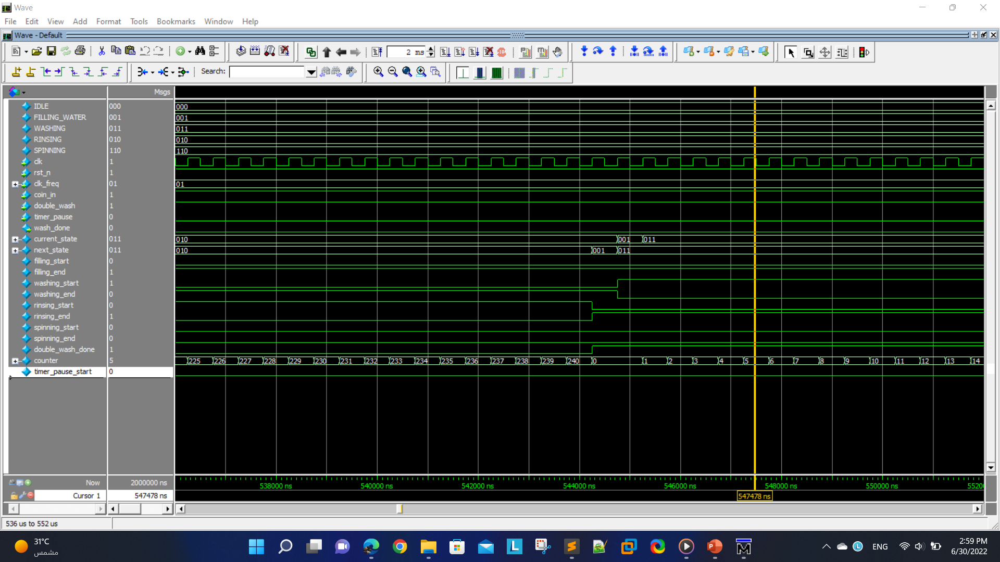 Wave
File Edit View Add Format Tools Bookmarks Window Help
Wave - Default
2 ms
Search:
Msgs
IDLE 000 000
FILLING_WATER 001 001
WASHING 011 011
RINSING 010 010
SPINNING 110 110
clk 1
rst_n 1
clk_freq 01 01
coin_in 1
double_wash 1
timer_pause 0
wash_done 0
current_state 011 010 001 011
next_state 011 010 001 011
filling_start 0
filling_end 1
washing_start 1
washing_end 0
rinsing_start 0
rinsing_end 1
spinning_start 0
spinning_end 0
double_wash_done 1
counter 5 225 226 227 228 229 230 231 232 233 234 235 236 237 238 239 240 0 1 2 3 4 5 6 7 8 9 10 11 12 13 14
timer_pause_start 0
Now 2000000 ns 538000 ns 540000 ns 542000 ns 544000 ns 546000 ns 548000 ns 550000 ns 5520
Cursor 1 547478 ns 547478 ns
536 us to 552 us
31°C
مشمس
ENG
2:59 PM
6/30/2022